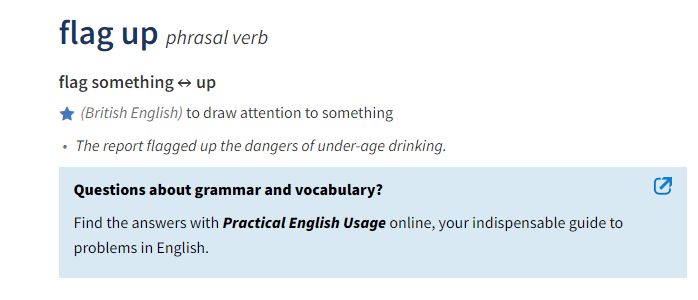 flag up phrasal verb
flag something ↔ up
(British English) to draw attention to something
• The report flagged up the dangers of under-age drinking.
Questions about grammar and vocabulary?
Find the answers with Practical English Usage online, your indispensable guide to
problems in English.